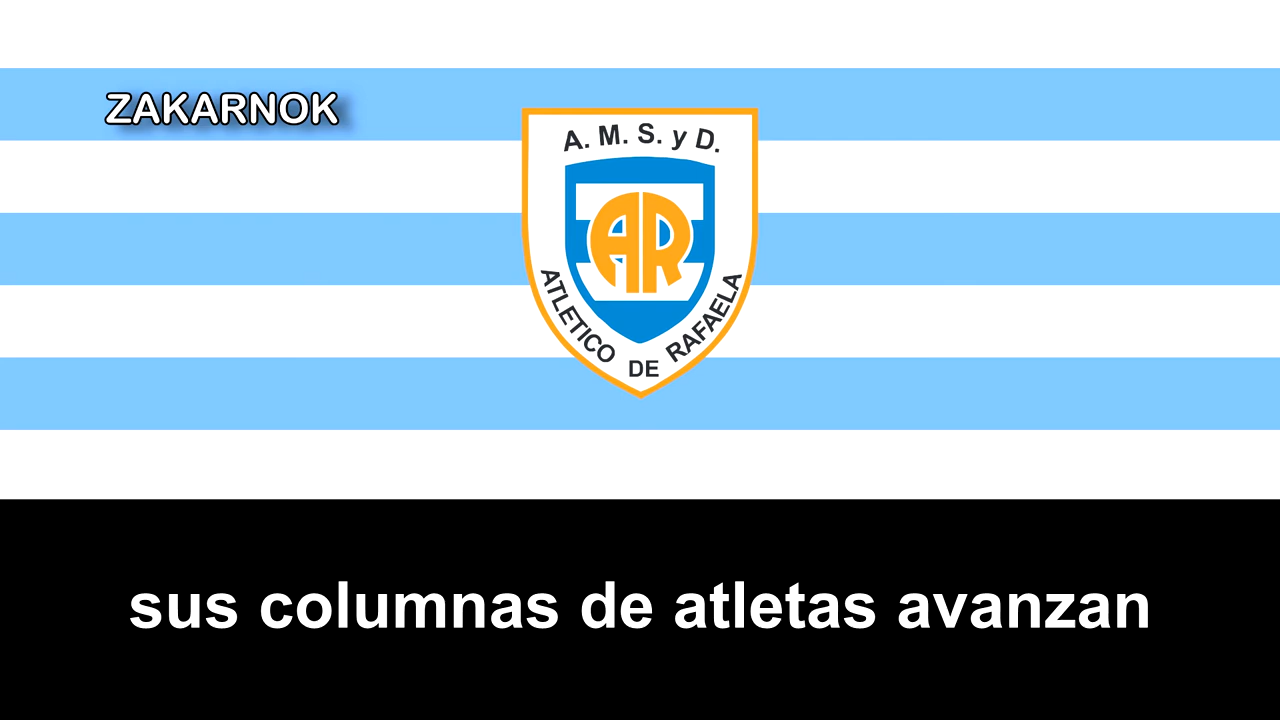 ZAKARNOK
A. M. S. y D.
AR
ATLETICO DE RAFAELA
sus columnas de atletas avanzan